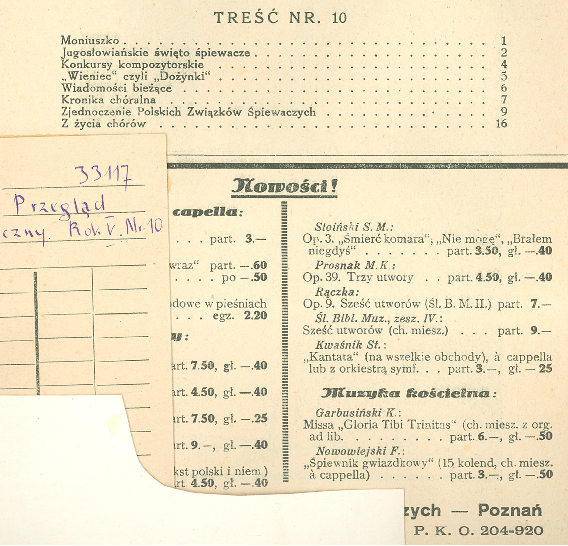 TREŚĆ NR. 10
Moniuszko . . . 1
Jugosłowiańskie święto śpiewacze . . . 2
Konkursy kompozytorskie . . . 4
„Wieniec" czyli „Dożynki" . . . 5
Wiadomości bieżące . . . 6
Kronika chóralna . . . 7
Zjednoczenie Polskich Związków Śpiewaczych . . . 9
Z życia chórów . . . 16
33117
Przegląd
czny. Rok V. Nr. 10
Nowości!
capella:
. . . part. 3.—
wraz" part. —.60
. . . po —.50
dowe w pieśniach
. . . egz. 2.20
y:
art. 7.50, gł. —.40
art. 4.50, gł. —.40
art. 7.50, gł. —.25
art. 9.—, gł. —.40
kst polski i niem.)
rt. 4.50, gł. —.40
Stoiński S. M.:
Op. 3. „Śmierć komara", „Nie mogę", „Brałem
niegdyś" . . . part. 3.50, gł. —.40
Prosnak M. K.:
Op. 39. Trzy utwory . . part. 4.50, gł. —.40
Rączka:
Op. 9. Sześć utworów (Śl. B. M. II.) part. 7.—
Śl. Bibl. Muz., zesz. IV.:
Sześć utworów (ch. miesz.) . . . part. 9.—
Kwaśnik St.:
„Kantata" (na wszelkie obchody), à cappella
lub z orkiestrą symf. . . part. 3.—, gł. — 25
Muzyka kościelna:
Garbusiński K.:
Missa „Gloria Tibi Trinitas" (ch. miesz. z org.
ad lib. . . . part. 6.—, gł. —.50
Nowowiejski F.:
„Śpiewnik gwiazdkowy" (15 kolend, ch. miesz.
à cappella) . . . part. 3.—, gł. —.50
zych — Poznań
P. K. O. 204-920